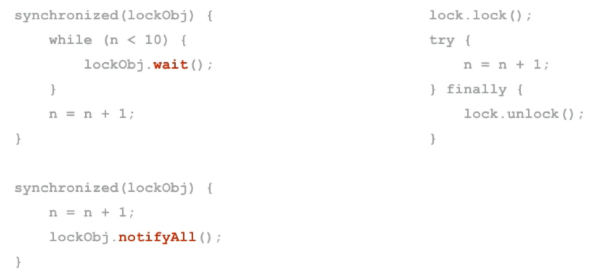 synchronized(lockObj) {
    while (n < 10) {
        lockObj.wait();
    }
    n = n + 1;
}
synchronized(lockObj) {
    n = n + 1;
    lockObj.notifyAll();
}
lock.lock();
try {
    n = n + 1;
} finally {
    lock.unlock();
}